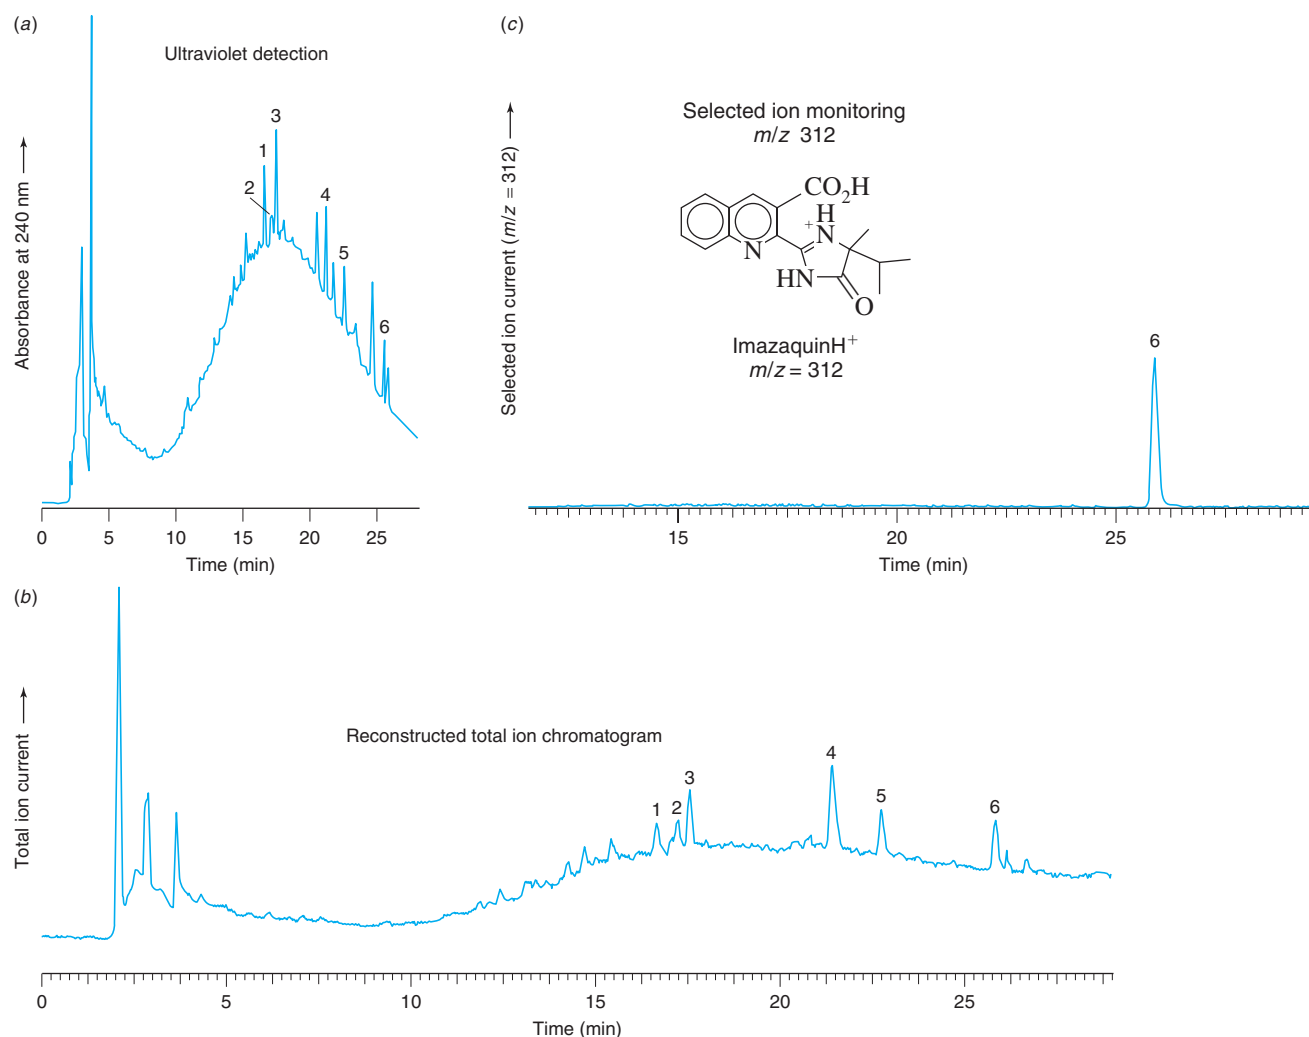 (a)
Ultraviolet detection
Absorbance at 240 nm
1
2
3
4
5
6
0 5 10 15 20 25
Time (min)
(c)
Selected ion monitoring
m/z 312
Selected ion current (m/z = 312)
CO₂H
H
+
N
N
HN
O
ImazaquinH⁺
m/z = 312
6
15 20 25
Time (min)
(b)
Reconstructed total ion chromatogram
Total ion current
1
2
3
4
5
6
0 5 10 15 20 25
Time (min)